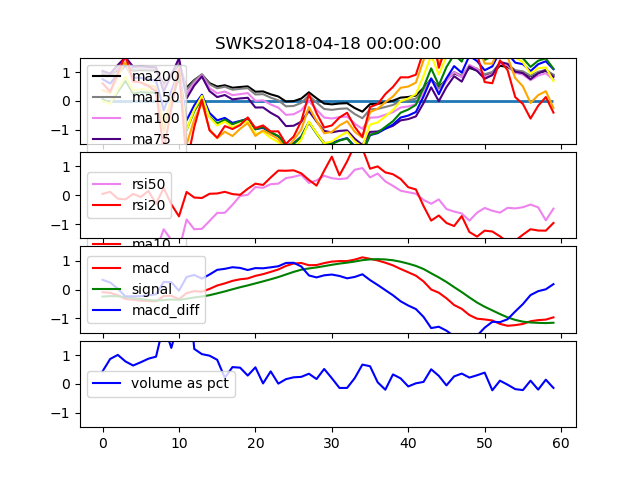 SWKS2018-04-18 00:00:00
1
0
−1
ma200
ma150
ma100
ma75
1
0
−1
rsi50
rsi20
ma10
1
0
−1
macd
signal
macd_diff
1
0
−1
volume as pct
0 10 20 30 40 50 60